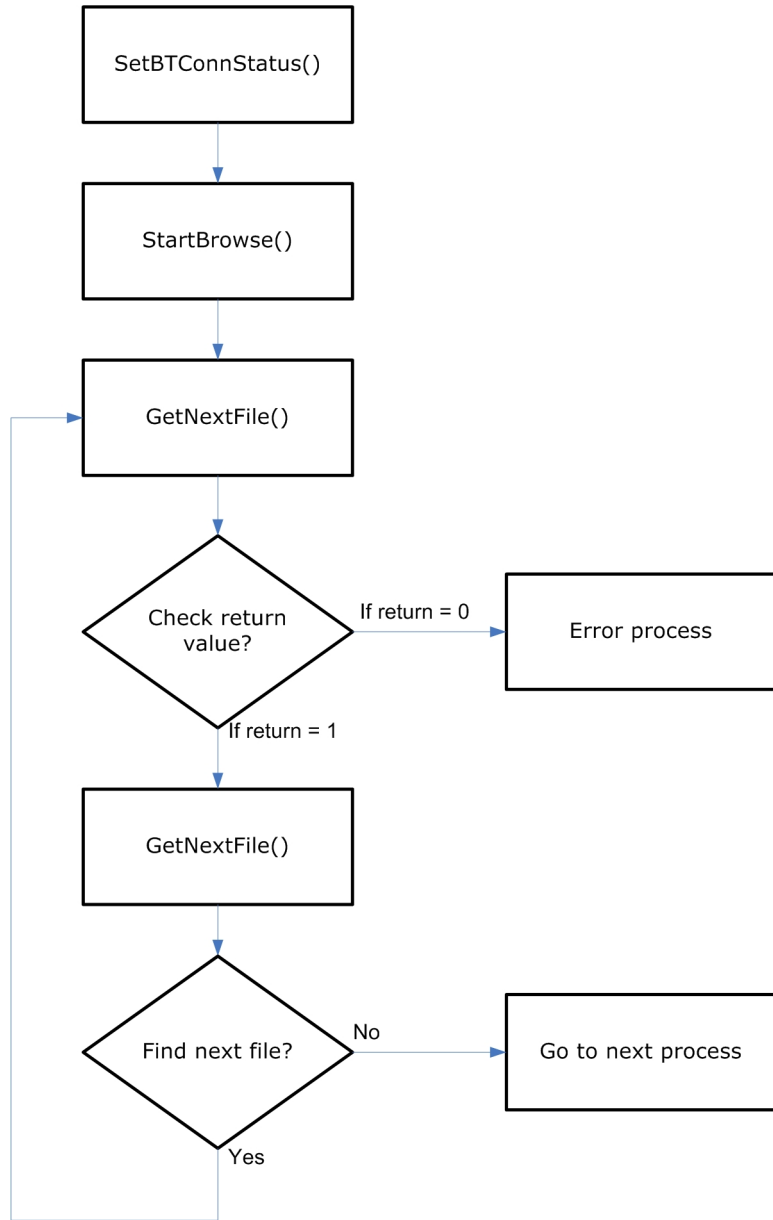 SetBTConnStatus()
StartBrowse()
GetNextFile()
Check return
value?
If return = 0
Error process
If return = 1
GetNextFile()
Find next file?
No
Go to next process
Yes